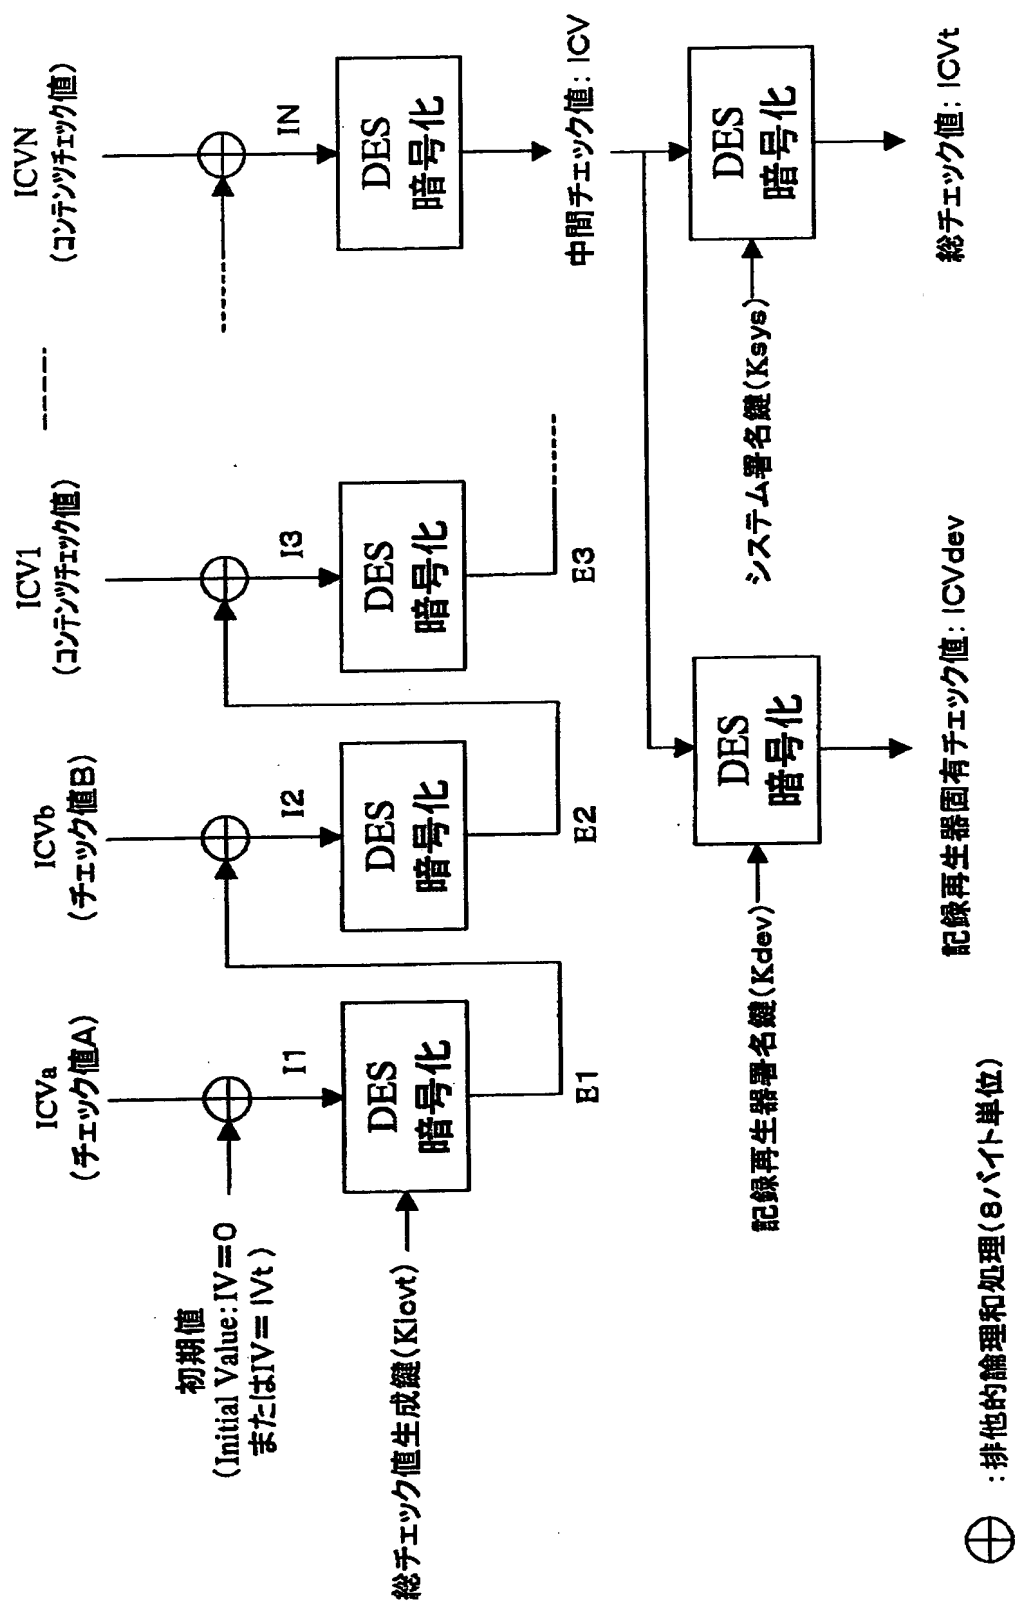 ICVa
(チェック値A)
ICVb
(チェック値B)
ICV1
(コンテンツチェック値)
ICVN
(コンテンツチェック値)
初期値
(Initial Value:IV=0
またはIV=IVt)
I1
I2
I3
IN
総チェック値生成鍵(Kicvt)
DES
暗号化
DES
暗号化
DES
暗号化
DES
暗号化
E1
E2
E3
中間チェック値:ICV
記録再生器署名鍵(Kdev)
DES
暗号化
システム署名鍵(Ksys)
DES
暗号化
記録再生器固有チェック値:ICVdev
総チェック値:ICVt
:排他的論理和処理(8バイト単位)